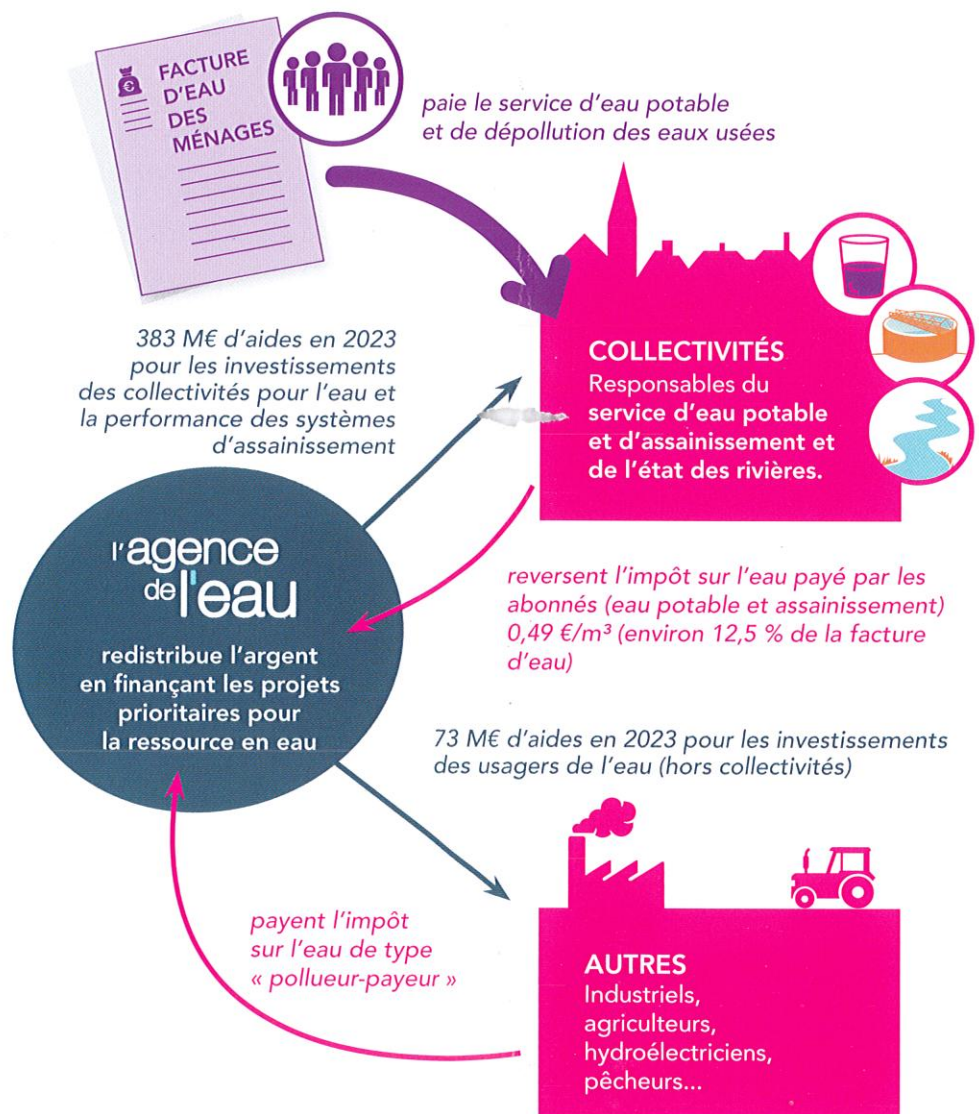 FACTURE
D'EAU
DES
MÉNAGES
paie le service d'eau potable
et de dépollution des eaux usées
383 M€ d'aides en 2023
pour les investissements
des collectivités pour l'eau et
la performance des systèmes
d'assainissement
COLLECTIVITÉS
Responsables du
service d'eau potable
et d'assainissement et
de l'état des rivières.
l'agence
de l'eau
redistribue l'argent
en finançant les projets
prioritaires pour
la ressource en eau
reversent l'impôt sur l'eau payé par les
abonnés (eau potable et assainissement)
0,49 €/m³ (environ 12,5 % de la facture
d'eau)
73 M€ d'aides en 2023 pour les investissements
des usagers de l'eau (hors collectivités)
payent l'impôt
sur l'eau de type
« pollueur-payeur »
AUTRES
Industriels,
agriculteurs,
hydroélectriciens,
pêcheurs...